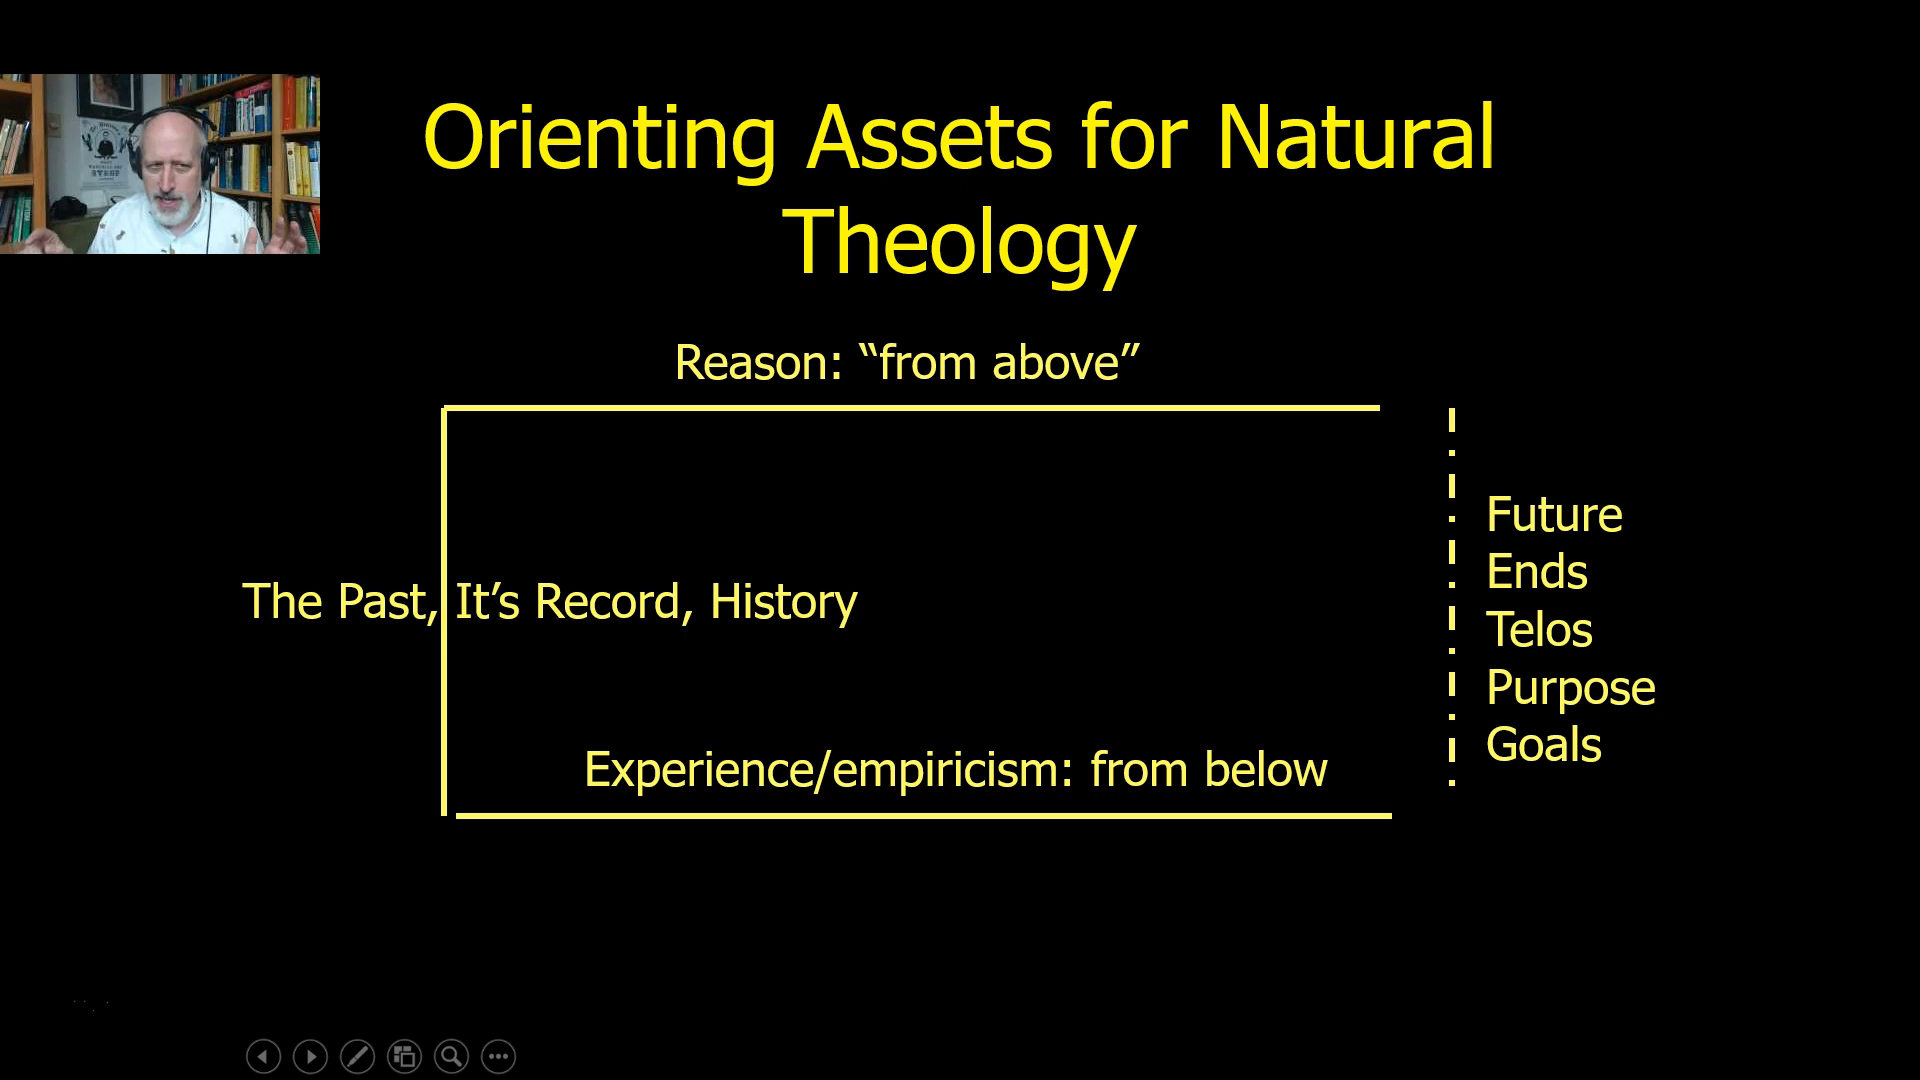 Orienting Assets for Natural
Theology
Reason: “from above”
The Past, It’s Record, History
Experience/empiricism: from below
Future
Ends
Telos
Purpose
Goals